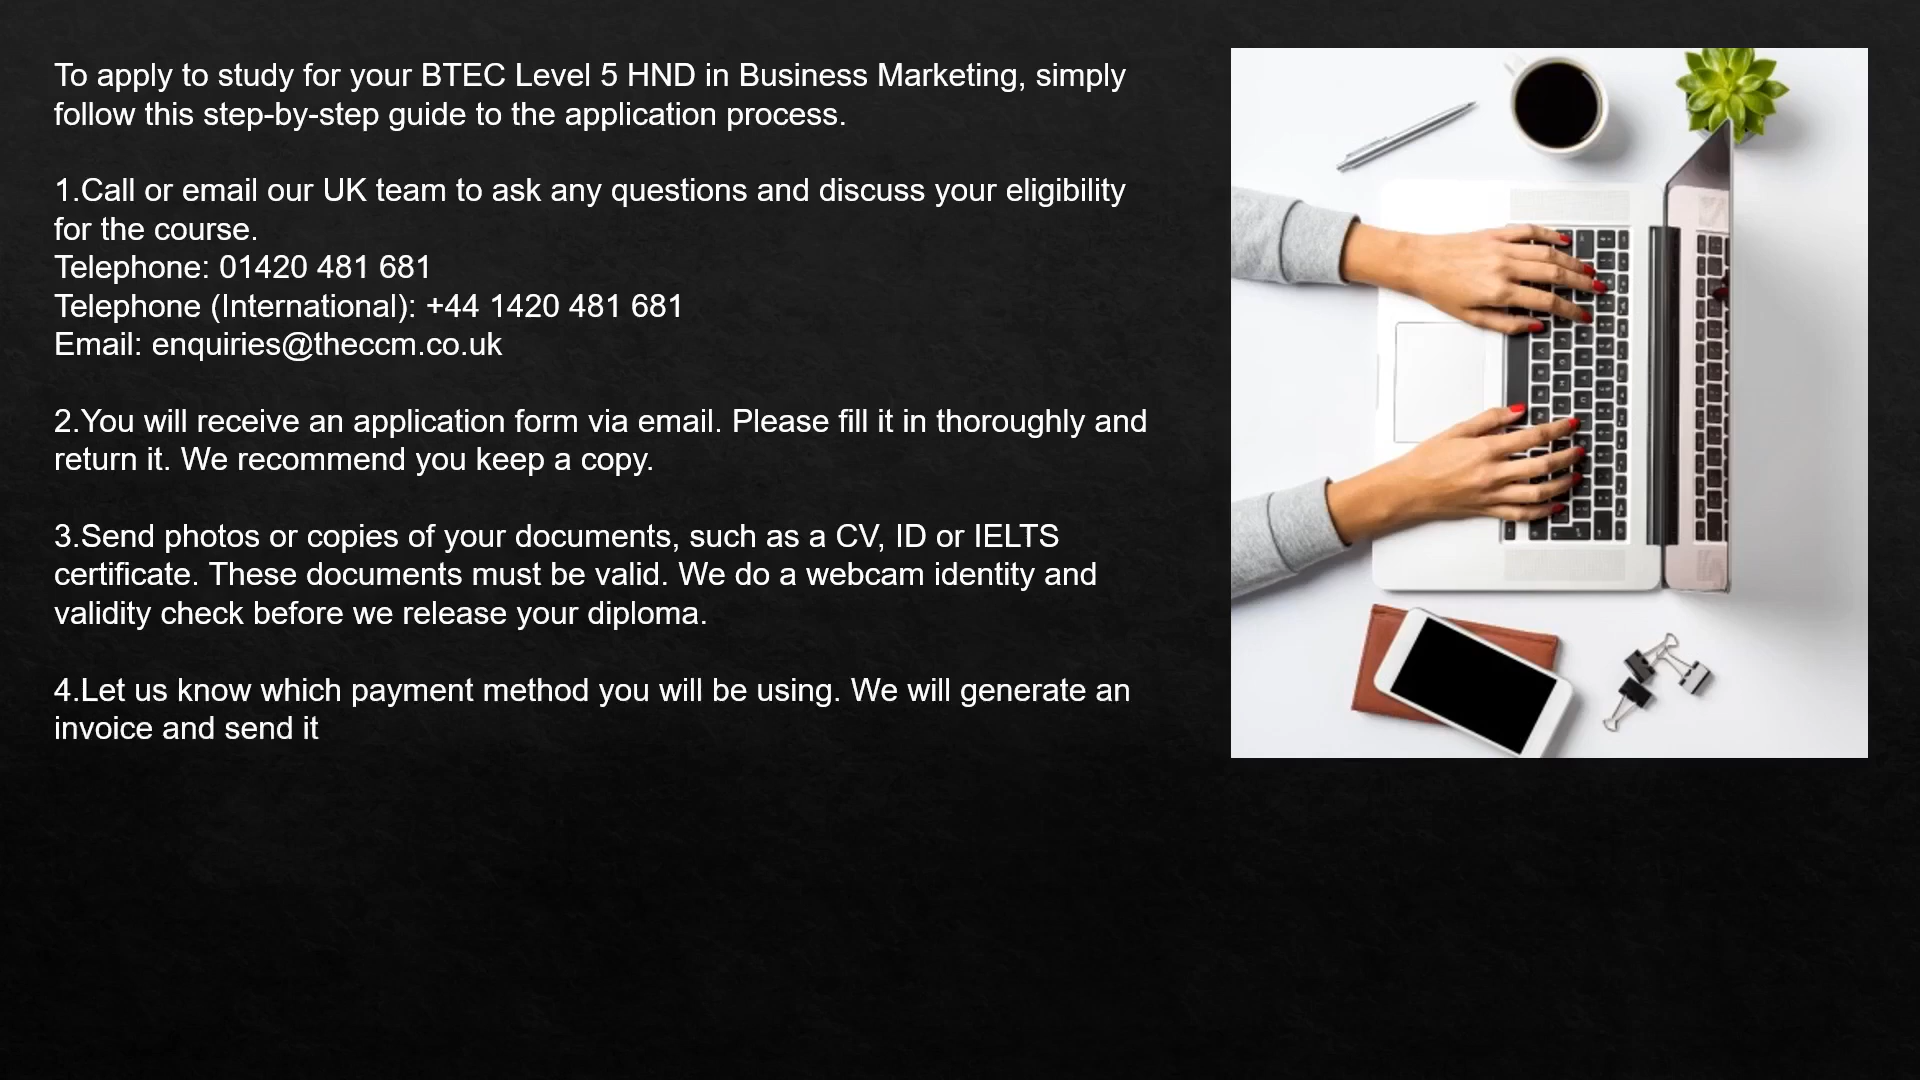 To apply to study for your BTEC Level 5 HND in Business Marketing, simply
follow this step-by-step guide to the application process.
1.Call or email our UK team to ask any questions and discuss your eligibility
for the course.
Telephone: 01420 481 681
Telephone (International): +44 1420 481 681
Email: enquiries@theccm.co.uk
2.You will receive an application form via email. Please fill it in thoroughly and
return it. We recommend you keep a copy.
3.Send photos or copies of your documents, such as a CV, ID or IELTS
certificate. These documents must be valid. We do a webcam identity and
validity check before we release your diploma.
4.Let us know which payment method you will be using. We will generate an
invoice and send it